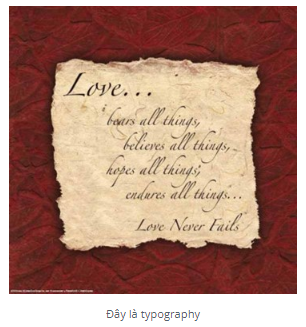 Love...
bears all things,
believes all things,
hopes all things,
endures all things...
Love Never Fails
Đây là typography